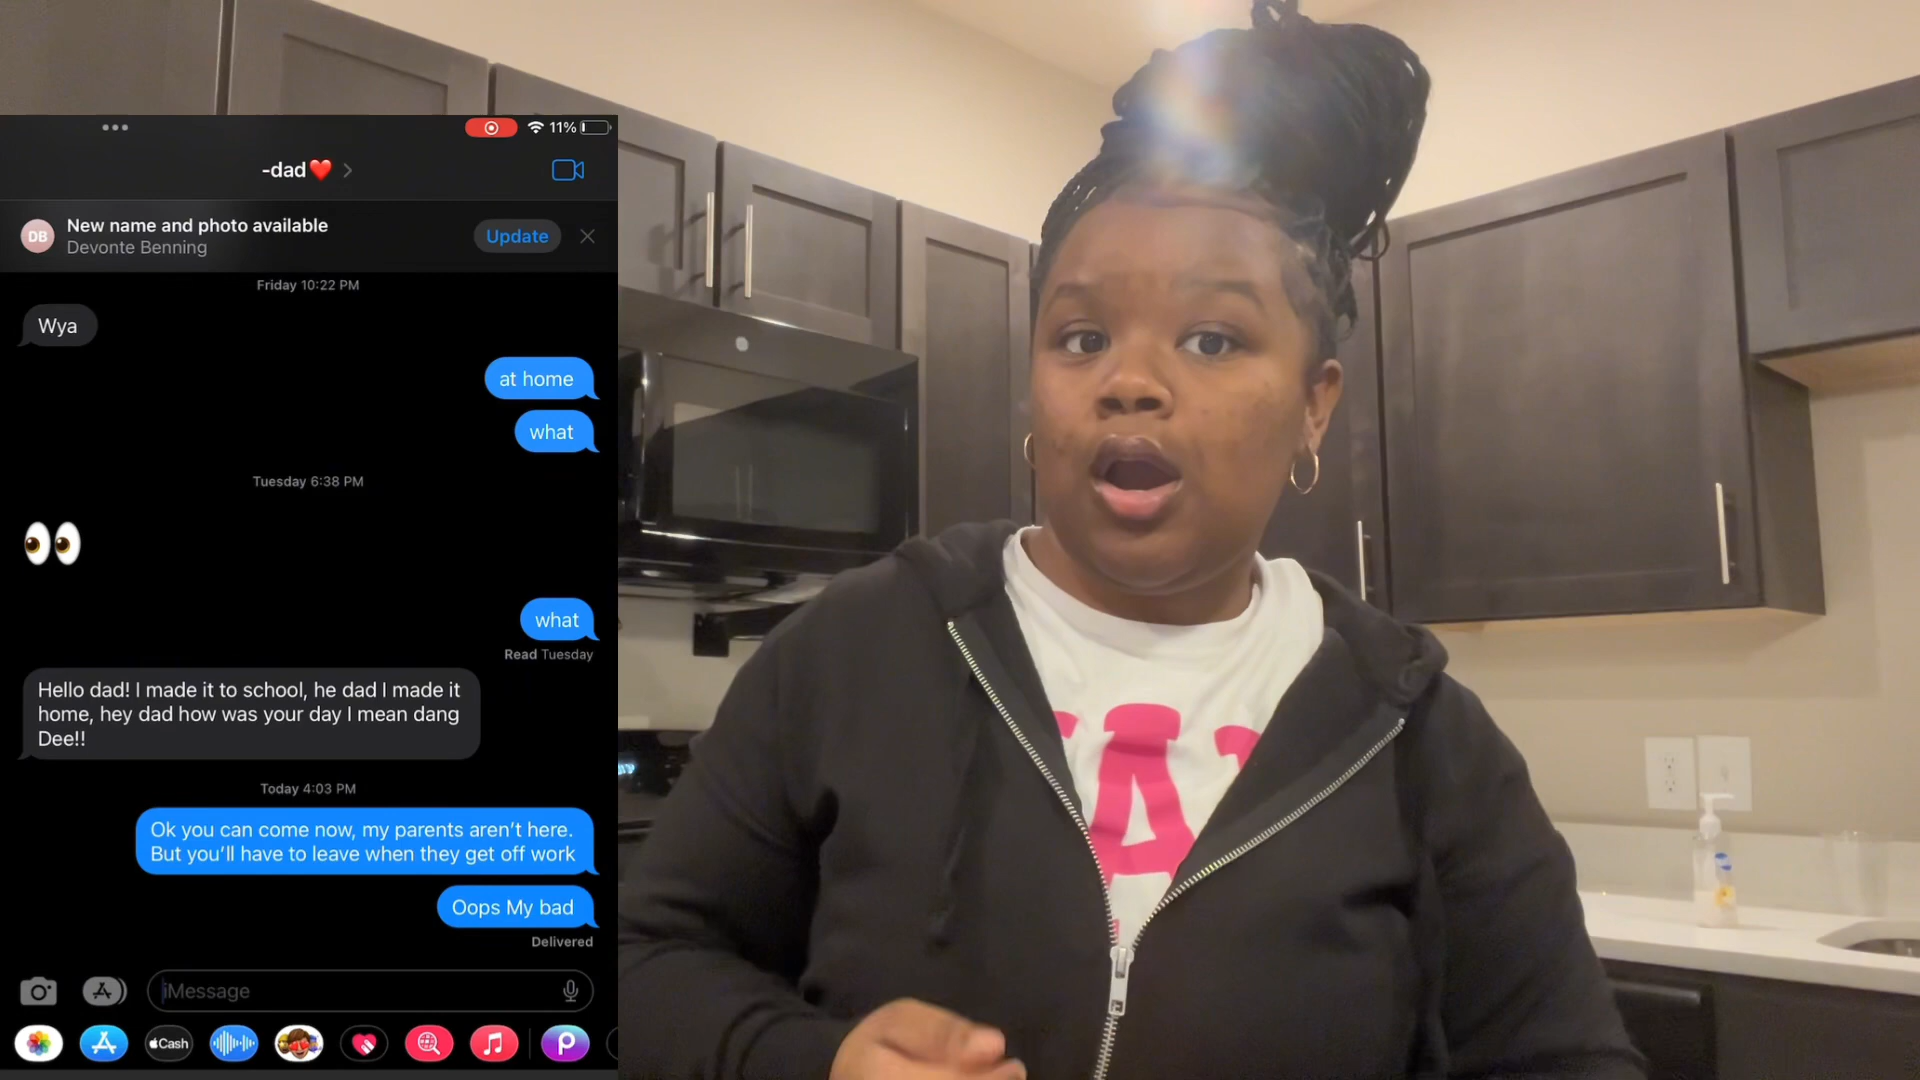 11%
-dad❤️ >
DB
New name and photo available
Devonte Benning
Update
Friday 10:22 PM
Wya
at home
what
Tuesday 6:38 PM
👀
what
Read Tuesday
Hello dad! I made it to school, he dad I made it
home, hey dad how was your day I mean dang
Dee!!
Today 4:03 PM
Ok you can come now, my parents aren’t here.
But you’ll have to leave when they get off work
Oops My bad
Delivered
iMessage
Cash